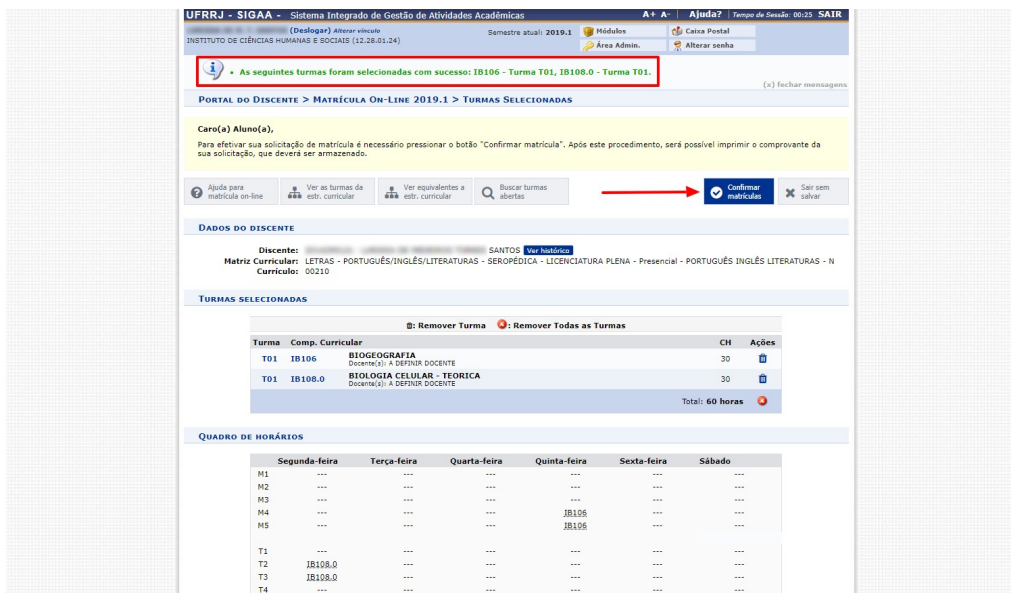 UFRRJ - SIGAA - Sistema Integrado de Gestão de Atividades Acadêmicas A+ A- Ajuda? Tempo de Sessão: 00:25 SAIR
(Deslogar) Alterar vínculo Semestre atual: 2019.1 Módulos Caixa Postal
INSTITUTO DE CIÊNCIAS HUMANAS E SOCIAIS (12.28.01.24) Área Admin. Alterar senha
• As seguintes turmas foram selecionadas com sucesso: IB106 - Turma T01, IB108.0 - Turma T01.
(x) fechar mensagens
PORTAL DO DISCENTE > MATRÍCULA ON-LINE 2019.1 > TURMAS SELECIONADAS
Caro(a) Aluno(a),
Para efetivar sua solicitação de matrícula é necessário pressionar o botão "Confirmar matrícula". Após este procedimento, será possível imprimir o comprovante da
sua solicitação, que deverá ser armazenado.
Ajuda para matrícula on-line Ver as turmas da estr. curricular Ver equivalentes a estr. curricular Buscar turmas abertas Confirmar matrículas Sair sem salvar
DADOS DO DISCENTE
Discente: SANTOS Ver histórico
Matriz Curricular: LETRAS - PORTUGUÊS/INGLÊS/LITERATURAS - SEROPÉDICA - LICENCIATURA PLENA - Presencial - PORTUGUÊS INGLÊS LITERATURAS - N
Currículo: 00210
TURMAS SELECIONADAS
: Remover Turma : Remover Todas as Turmas
Turma Comp. Curricular CH Ações
T01 IB106 BIOGEOGRAFIA 30
Docente(s): A DEFINIR DOCENTE
T01 IB108.0 BIOLOGIA CELULAR - TEORICA 30
Docente(s): A DEFINIR DOCENTE
Total: 60 horas
QUADRO DE HORÁRIOS
Segunda-feira Terça-feira Quarta-feira Quinta-feira Sexta-feira Sábado
M1 --- --- --- --- --- ---
M2 --- --- --- --- --- ---
M3 --- --- --- --- --- ---
M4 --- --- --- IB106 --- ---
M5 --- --- --- IB106 --- ---
T1 --- --- --- --- --- ---
T2 IB108.0 --- --- --- --- ---
T3 IB108.0 --- --- --- --- ---
T4 --- --- --- --- --- ---